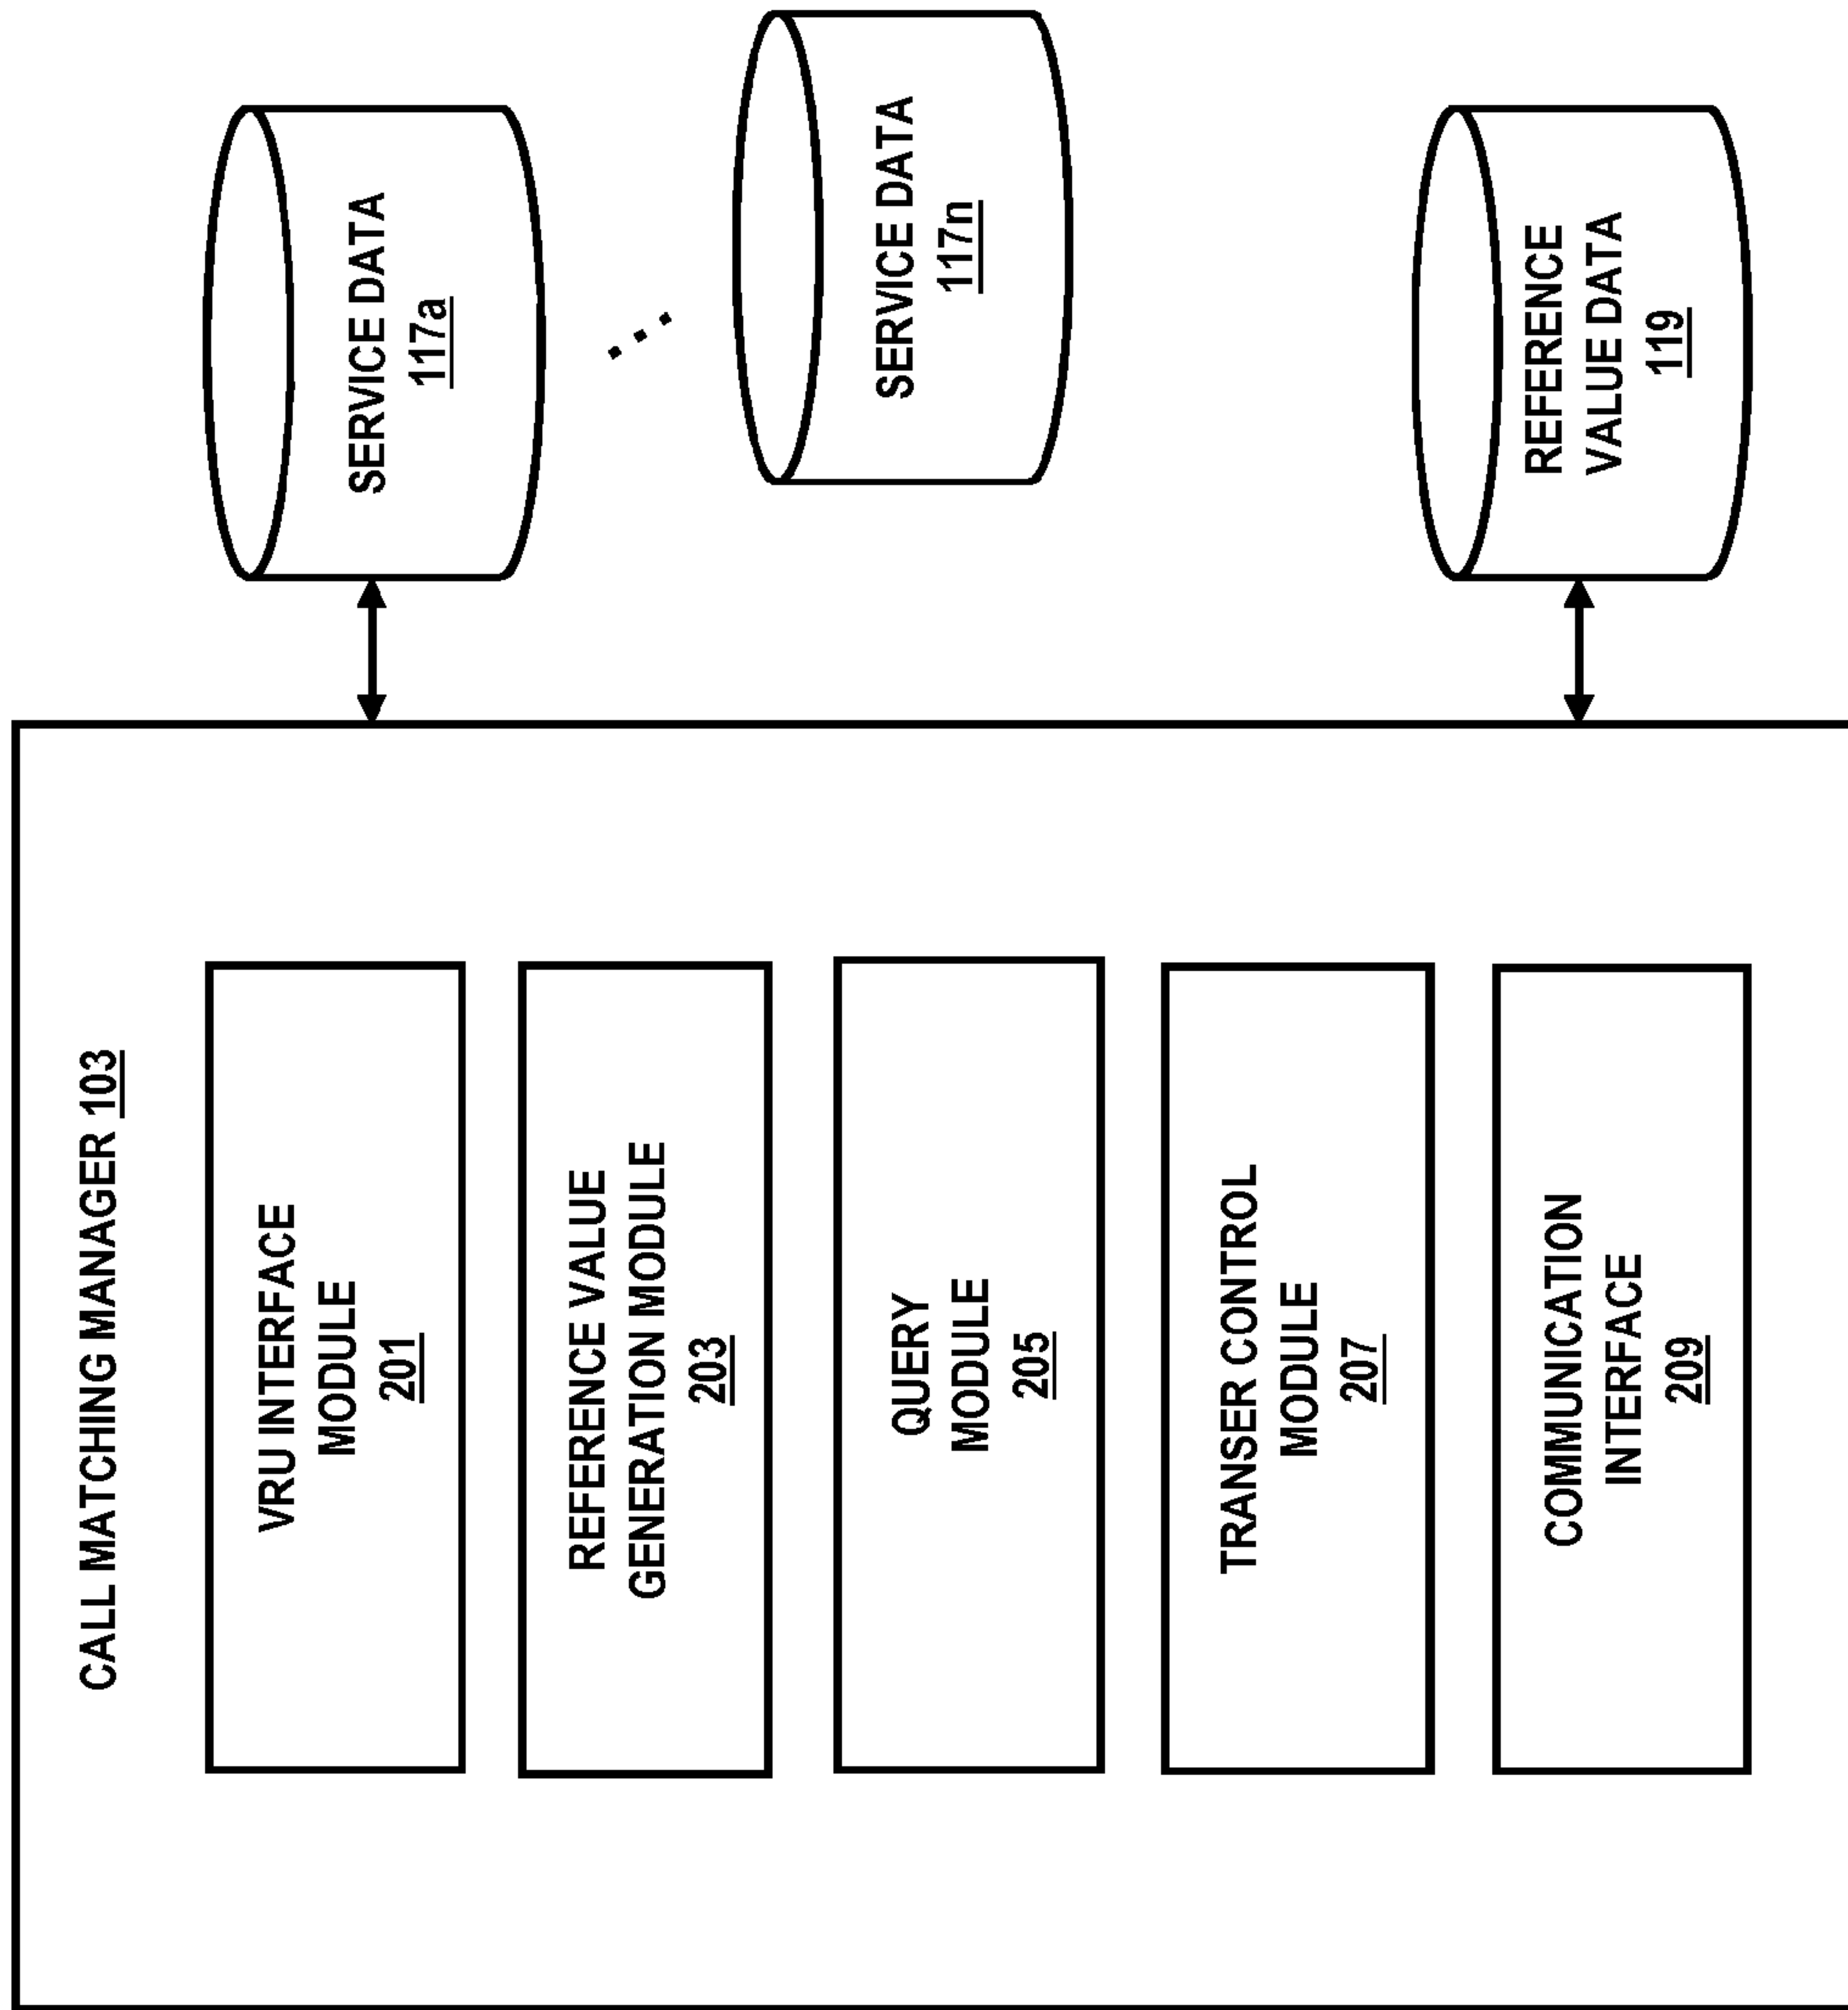 CALL MATCHING MANAGER 103
VRU INTERFACE
MODULE
201
REFERENCE VALUE
GENERATION MODULE
203
QUERY
MODULE
205
TRANSER CONTROL
MODULE
207
COMMUNICATION
INTERFACE
209
SERVICE DATA
117a
SERVICE DATA
117n
REFERENCE
VALUE DATA
119